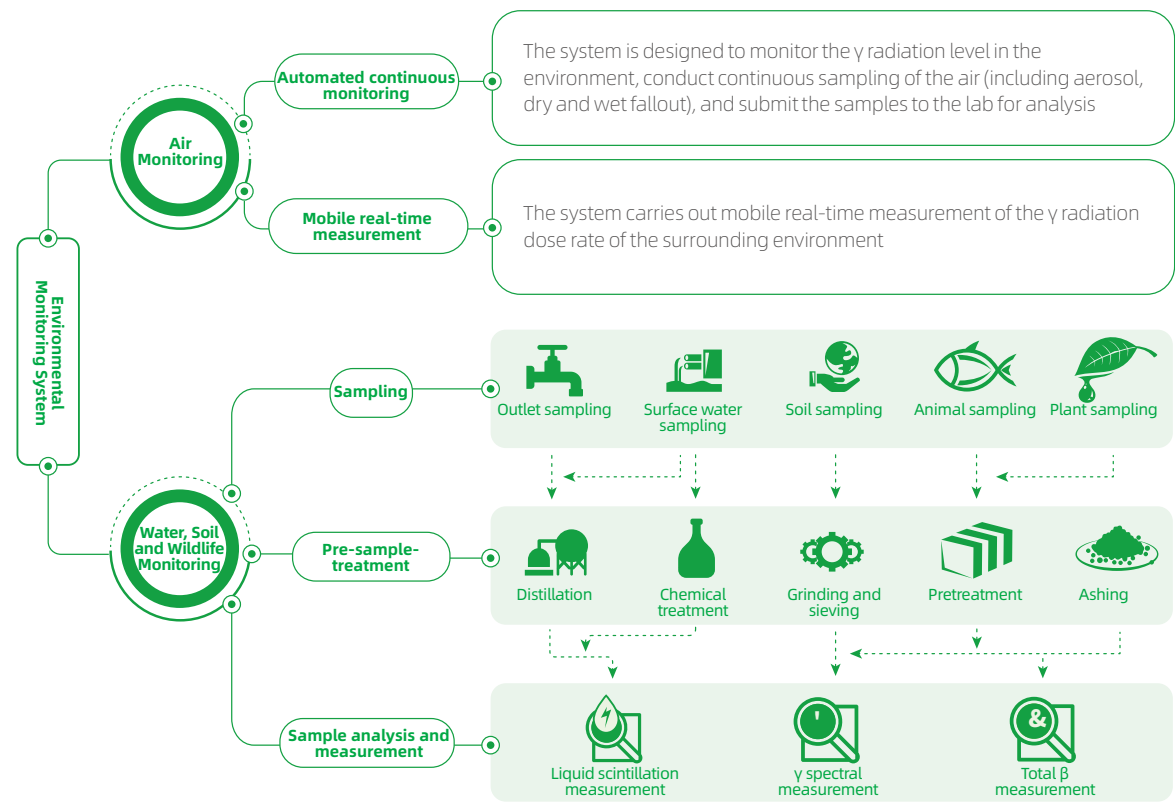 Environmental
Monitoring System
Air
Monitoring
Automated continuous
monitoring
The system is designed to monitor the γ radiation level in the
environment, conduct continuous sampling of the air (including aerosol,
dry and wet fallout), and submit the samples to the lab for analysis
Mobile real-time
measurement
The system carries out mobile real-time measurement of the γ radiation
dose rate of the surrounding environment
Water, Soil
and Wildlife
Monitoring
Sampling
Outlet sampling
Surface water
sampling
Soil sampling
Animal sampling
Plant sampling
Pre-sample-
treatment
Distillation
Chemical
treatment
Grinding and
sieving
Pretreatment
Ashing
Sample analysis and
measurement
'
&
Liquid scintillation
measurement
γ spectral
measurement
Total β
measurement